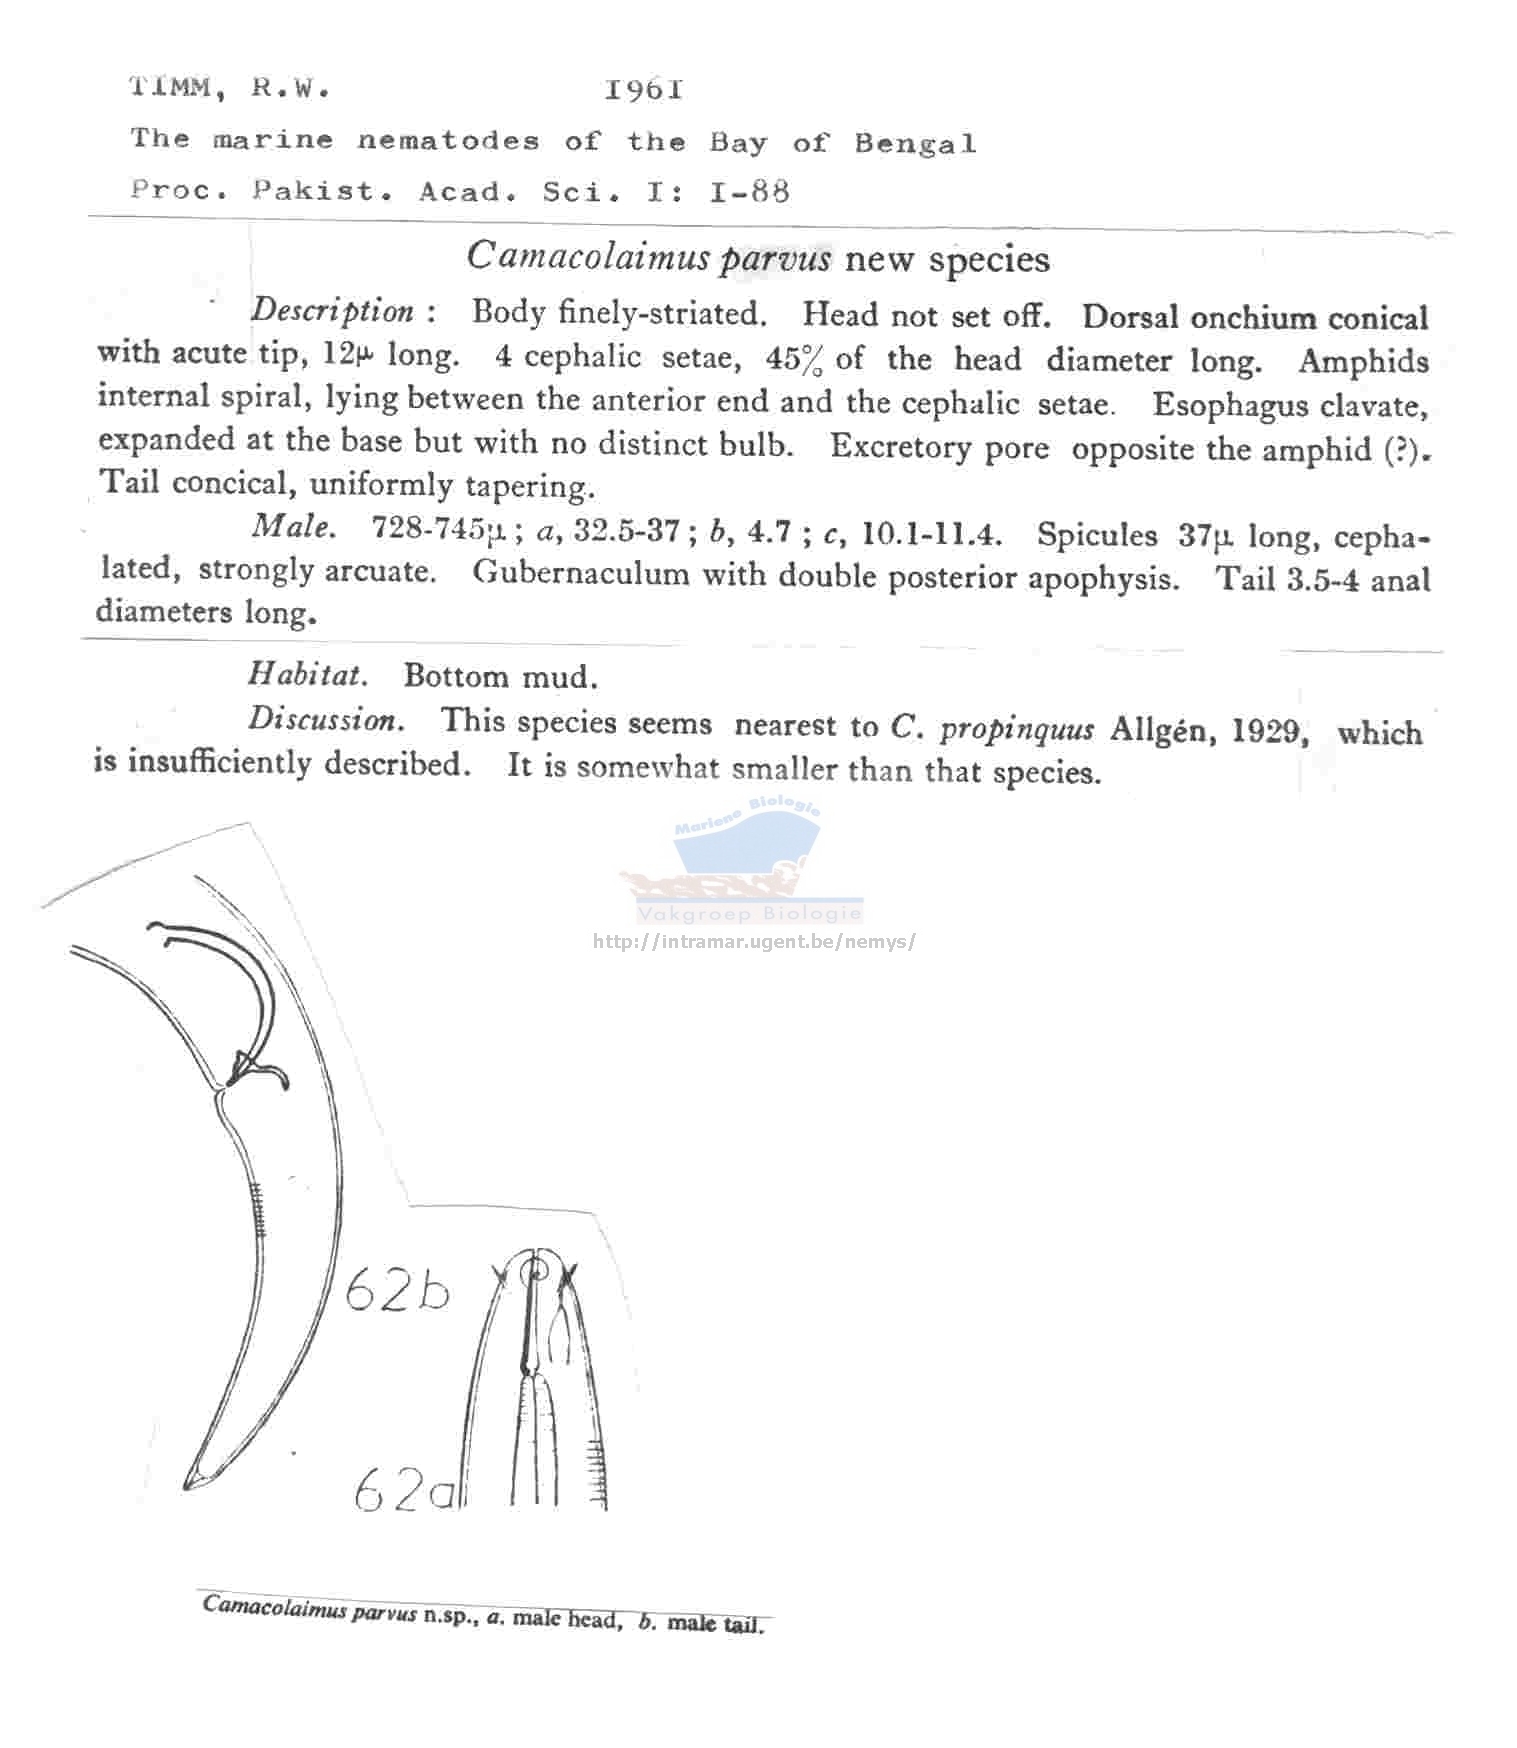 TIMM, R.W. I96I
The marine nematodes of the Bay of Bengal
Proc. Pakist. Acad. Sci. I: I-88
Camacolaimus parvus new species
Description : Body finely-striated. Head not set off. Dorsal onchium conical
with acute tip, 12µ long. 4 cephalic setae, 45% of the head diameter long. Amphids
internal spiral, lying between the anterior end and the cephalic setae. Esophagus clavate,
expanded at the base but with no distinct bulb. Excretory pore opposite the amphid (?).
Tail concical, uniformly tapering.
Male. 728-745µ ; a, 32.5-37 ; b, 4.7 ; c, 10.1-11.4. Spicules 37µ long, cepha-
lated, strongly arcuate. Gubernaculum with double posterior apophysis. Tail 3.5-4 anal
diameters long.
Habitat. Bottom mud.
Discussion. This species seems nearest to C. propinquus Allgén, 1929, which
is insufficiently described. It is somewhat smaller than that species.
Mariene Biologie
Vakgroep Biologie
http://intramar.ugent.be/nemys/
62b
62a
Camacolaimus parvus n.sp., a. male head, b. male tail.